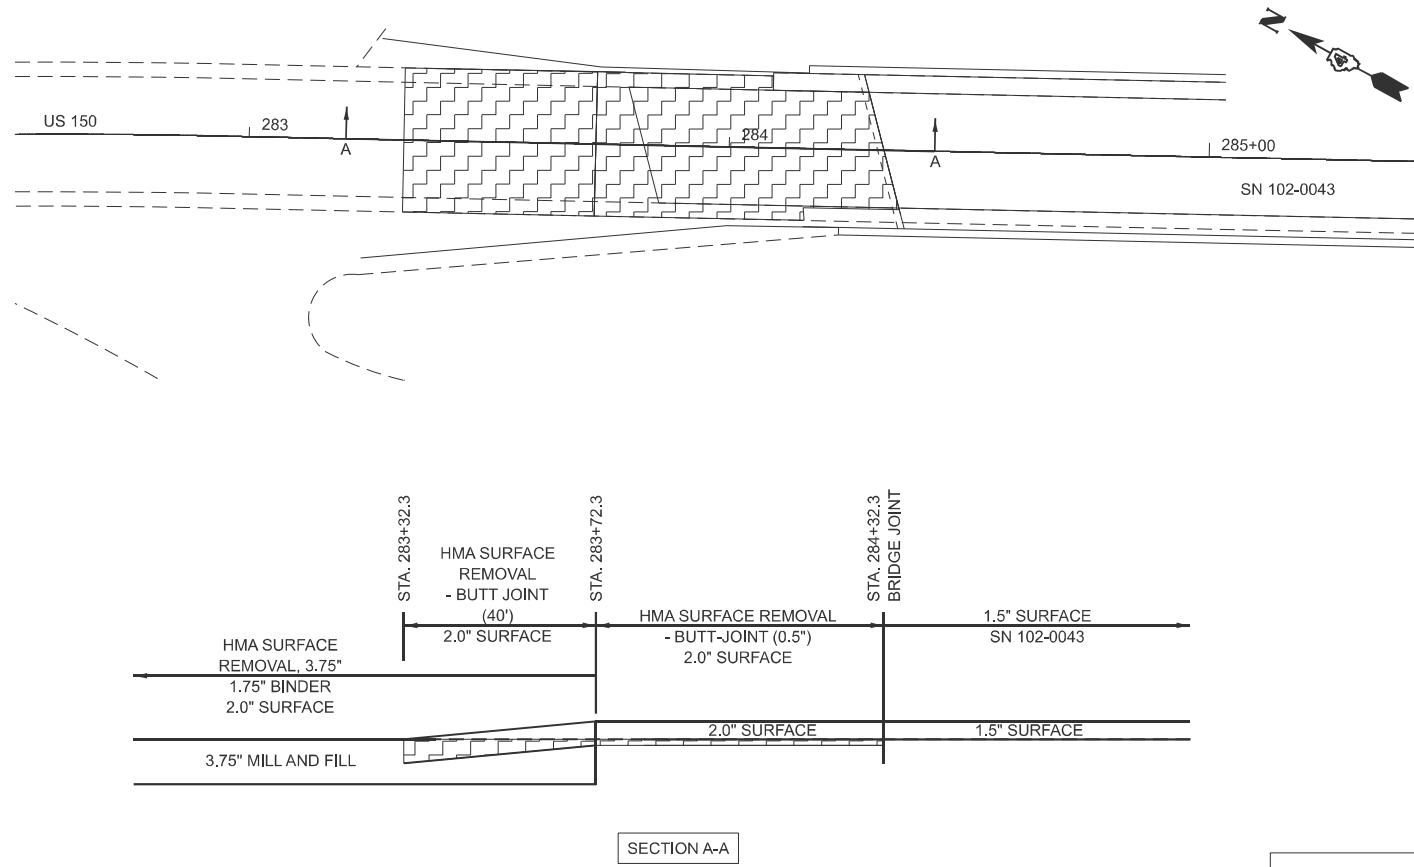 N
US 150
283
284
285+00
A
A
SN 102-0043
STA. 283+32.3
HMA SURFACE
REMOVAL
- BUTT JOINT
(40')
2.0" SURFACE
STA. 283+72.3
HMA SURFACE REMOVAL
- BUTT-JOINT (0.5")
2.0" SURFACE
STA. 284+32.3
BRIDGE JOINT
1.5" SURFACE
SN 102-0043
HMA SURFACE
REMOVAL, 3.75"
1.75" BINDER
2.0" SURFACE
2.0" SURFACE
1.5" SURFACE
3.75" MILL AND FILL
SECTION A-A